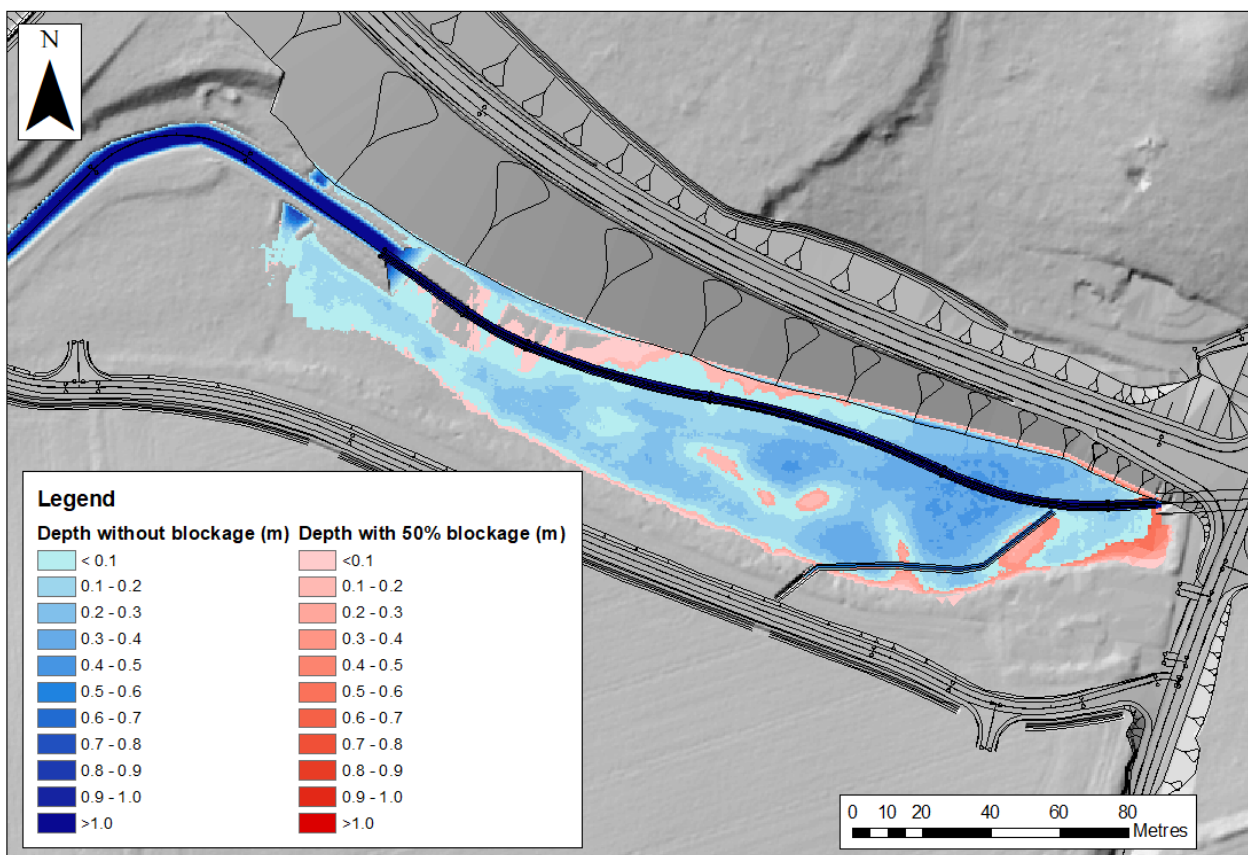 N
Legend
Depth without blockage (m) Depth with 50% blockage (m)
< 0.1 <0.1
0.1 - 0.2 0.1 - 0.2
0.2 - 0.3 0.2 - 0.3
0.3 - 0.4 0.3 - 0.4
0.4 - 0.5 0.4 - 0.5
0.5 - 0.6 0.5 - 0.6
0.6 - 0.7 0.6 - 0.7
0.7 - 0.8 0.7 - 0.8
0.8 - 0.9 0.8 - 0.9
0.9 - 1.0 0.9 - 1.0
>1.0 >1.0
0 10 20 40 60 80
Metres